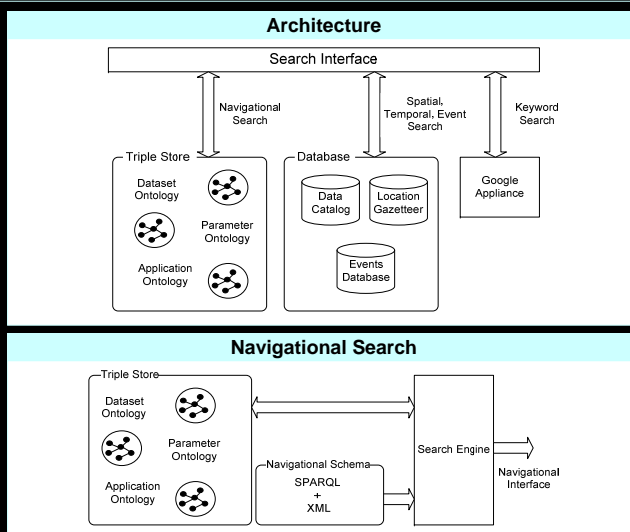 Architecture
Search Interface
Navigational
Search
Spatial,
Temporal, Event
Search
Keyword
Search
Triple Store
Dataset
Ontology
Parameter
Ontology
Application
Ontology
Database
Data
Catalog
Location
Gazetteer
Events
Database
Google
Appliance
Navigational Search
Triple Store
Dataset
Ontology
Parameter
Ontology
Application
Ontology
Navigational Schema
SPARQL
+
XML
Search Engine
Navigational
Interface